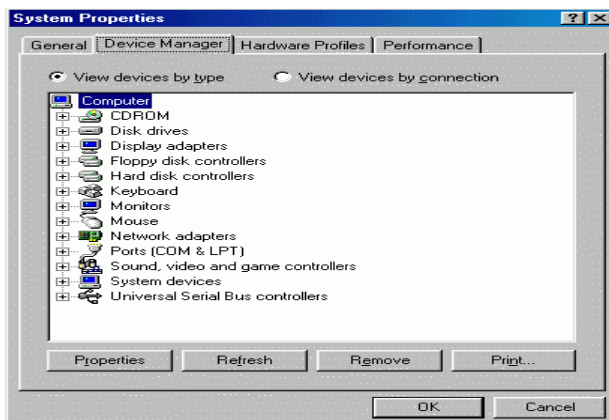 System Properties
General Device Manager Hardware Profiles Performance
View devices by type View devices by connection
Computer
CDROM
Disk drives
Display adapters
Floppy disk controllers
Hard disk controllers
Keyboard
Monitors
Mouse
Network adapters
Ports (COM & LPT)
Sound, video and game controllers
System devices
Universal Serial Bus controllers
Properties Refresh Remove Print...
OK Cancel